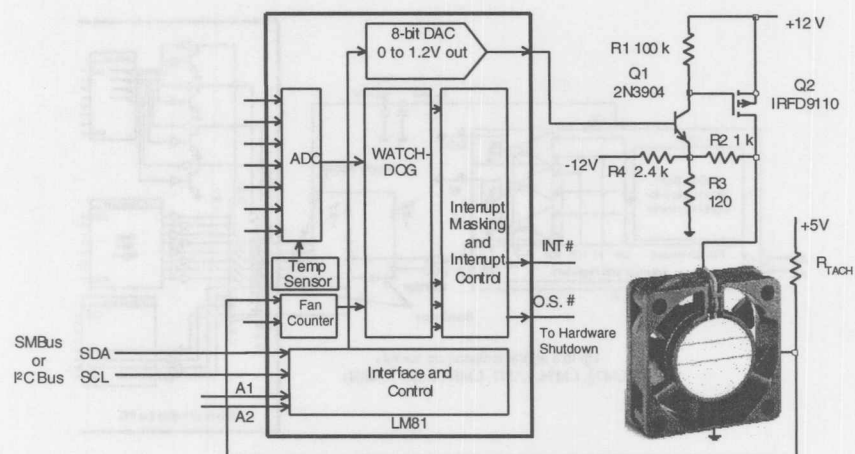 8-bit DAC
0 to 1.2V out
R1 100 k
+12 V
Q1
2N3904
Q2
IRFD9110
ADC
WATCH-
DOG
-12V
R4 2.4 k
R2 1 k
R3
120
Interrupt
Masking
and
Interrupt
Control
+5V
INT #
R TACH
Temp
Sensor
Fan
Counter
O.S. #
To Hardware
Shutdown
SMBus
or
I²C Bus
SDA
SCL
Interface and
Control
A1
A2
LM81